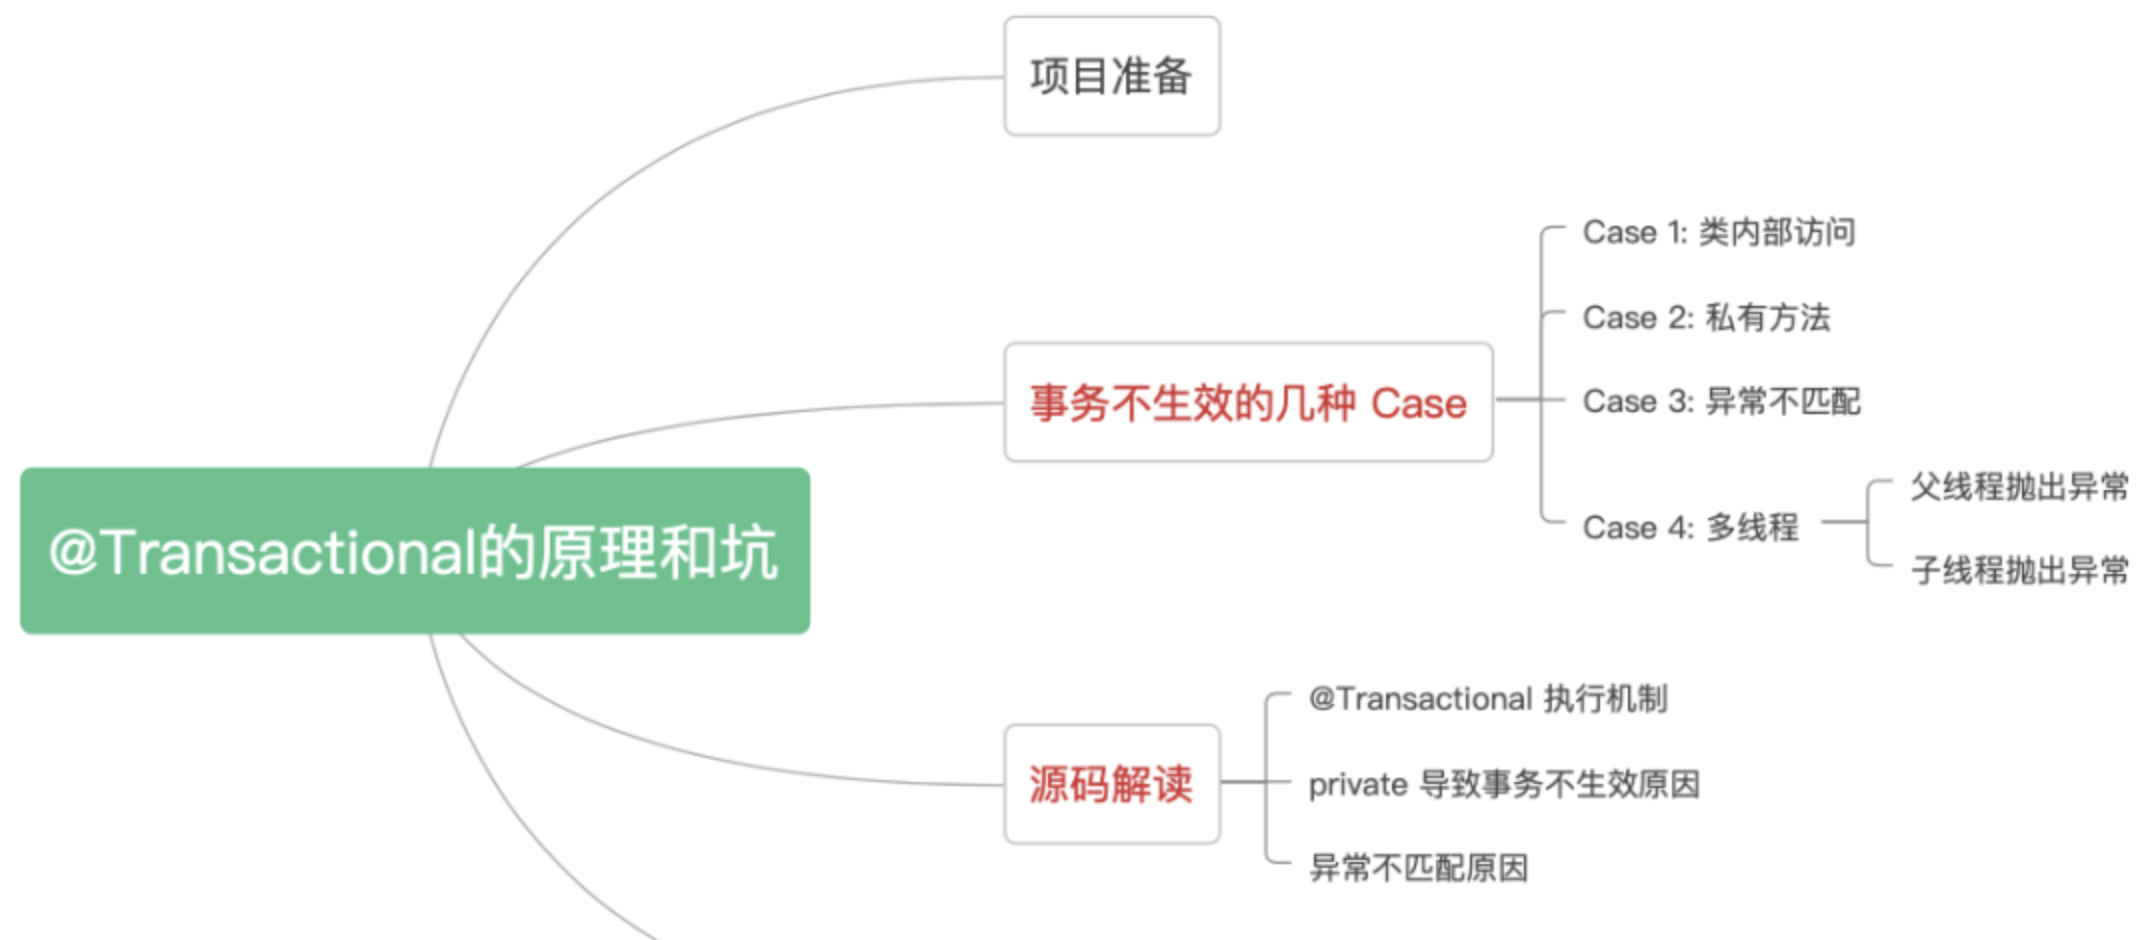 项目准备
Case 1: 类内部访问
Case 2: 私有方法
事务不生效的几种 Case
Case 3: 异常不匹配
父线程抛出异常
Case 4: 多线程
子线程抛出异常
@Transactional的原理和坑
@Transactional 执行机制
源码解读
private 导致事务不生效原因
异常不匹配原因